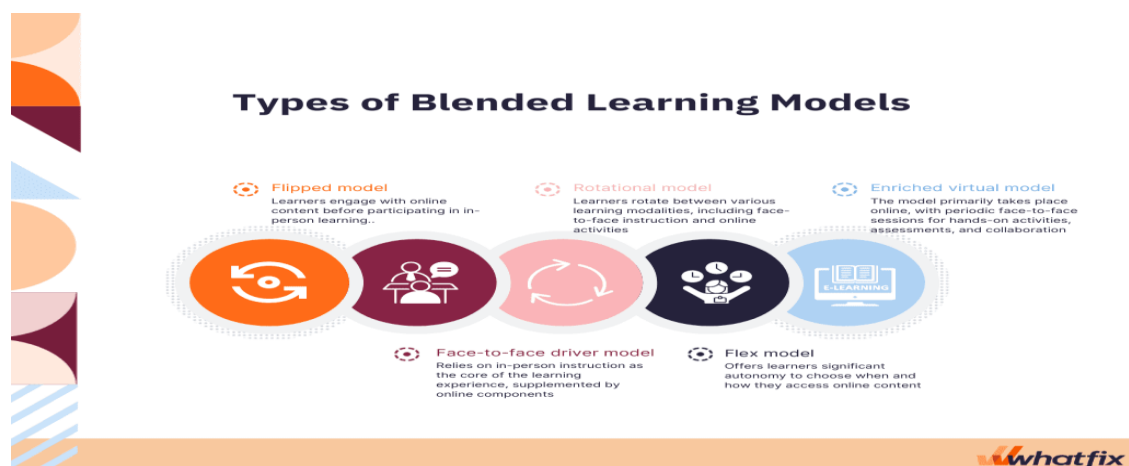 Types of Blended Learning Models
Flipped model
Learners engage with online
content before participating in in-
person learning..
Rotational model
Learners rotate between various
learning modalities, including face-
to-face instruction and online
activities
Enriched virtual model
The model primarily takes place
online, with periodic face-to-face
sessions for hands-on activities,
assessments, and collaboration
E-LEARNING
Face-to-face driver model
Relies on in-person instruction as
the core of the learning
experience, supplemented by
online components
Flex model
Offers learners significant
autonomy to choose when and
how they access online content
whatfix